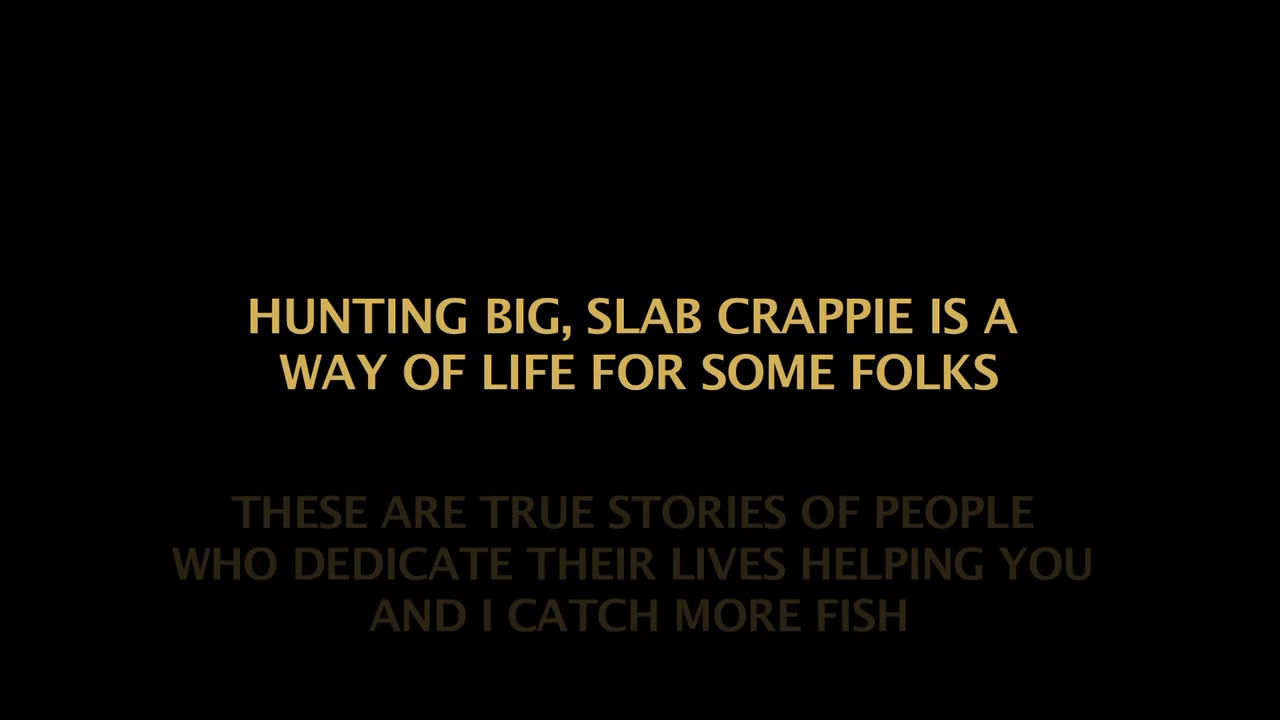 HUNTING BIG, SLAB CRAPPIE IS A
WAY OF LIFE FOR SOME FOLKS
THESE ARE TRUE STORIES OF PEOPLE
WHO DEDICATE THEIR LIVES HELPING YOU
AND I CATCH MORE FISH